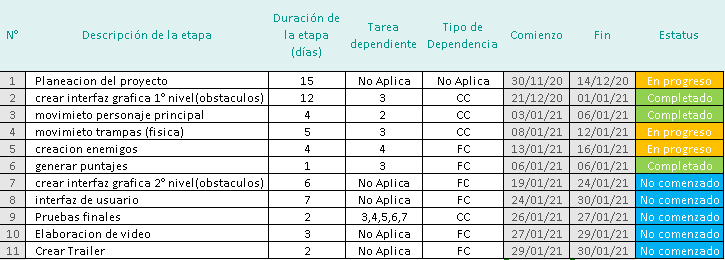 N° Descripción de la etapa Duración de la etapa (días) Tarea dependiente Tipo de Dependencia Comienzo Fin Estatus
1 Planeacion del proyecto 15 No Aplica No Aplica 30/11/20 14/12/20 En progreso
2 crear interfaz grafica 1° nivel(obstaculos) 12 3 CC 21/12/20 01/01/21 Completado
3 movimieto personaje principal 4 2 CC 03/01/21 06/01/21 Completado
4 movimieto trampas (fisica) 5 3 CC 08/01/21 12/01/21 En progreso
5 creacion enemigos 4 4 FC 13/01/21 16/01/21 En progreso
6 generar puntajes 1 3 FC 06/01/21 06/01/21 Completado
7 crear interfaz grafica 2° nivel(obstaculos) 6 No Aplica FC 19/01/21 24/01/21 No comenzado
8 interfaz de usuario 7 No Aplica FC 24/01/21 30/01/21 No comenzado
9 Pruebas finales 2 3,4,5,6,7 CC 26/01/21 27/01/21 No comenzado
10 Elaboracion de video 3 No Aplica FC 27/01/21 29/01/21 No comenzado
11 Crear Trailer 2 No Aplica FC 29/01/21 30/01/21 No comenzado